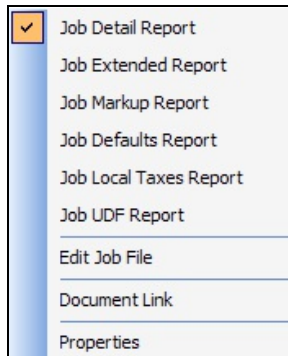 Job Detail Report
Job Extended Report
Job Markup Report
Job Defaults Report
Job Local Taxes Report
Job UDF Report
Edit Job File
Document Link
Properties